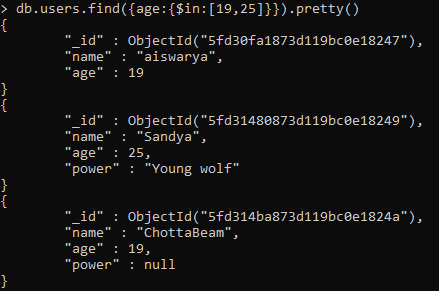 > db.users.find({age:{$in:[19,25]}}).pretty()
{
        "_id" : ObjectId("5fd30fa1873d119bc0e18247"),
        "name" : "aiswarya",
        "age" : 19
}
{
        "_id" : ObjectId("5fd31480873d119bc0e18249"),
        "name" : "Sandya",
        "age" : 25,
        "power" : "Young wolf"
}
{
        "_id" : ObjectId("5fd314ba873d119bc0e1824a"),
        "name" : "ChottaBeam",
        "age" : 19,
        "power" : null
}